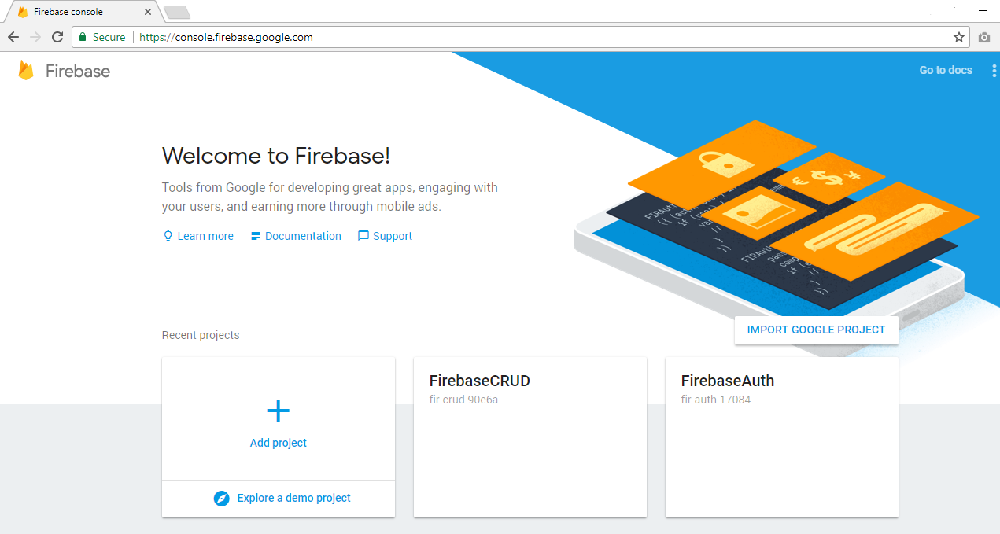 Firebase console
Secure https://console.firebase.google.com
Firebase
Go to docs
Welcome to Firebase!
Tools from Google for developing great apps, engaging with
your users, and earning more through mobile ads.
Learn more Documentation Support
Recent projects
IMPORT GOOGLE PROJECT
FirebaseCRUD
fir-crud-90e6a
FirebaseAuth
fir-auth-17084
Add project
Explore a demo project